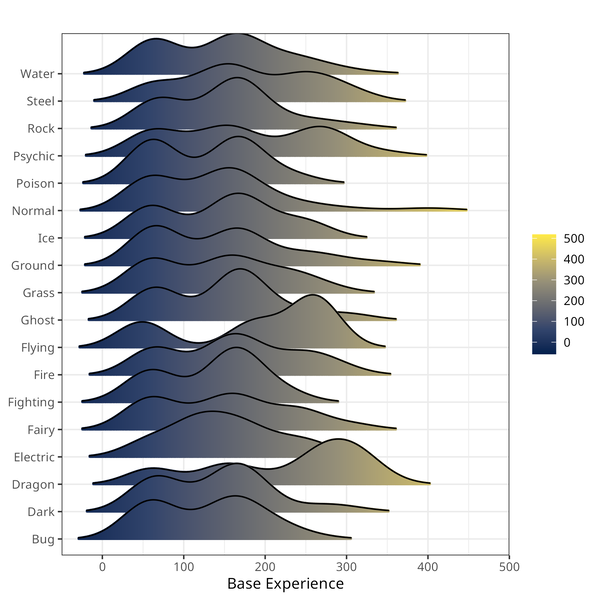 Water
Steel
Rock
Psychic
Poison
Normal
Ice
Ground
Grass
Ghost
Flying
Fire
Fighting
Fairy
Electric
Dragon
Dark
Bug
0 100 200 300 400 500
Base Experience
500
400
300
200
100
0